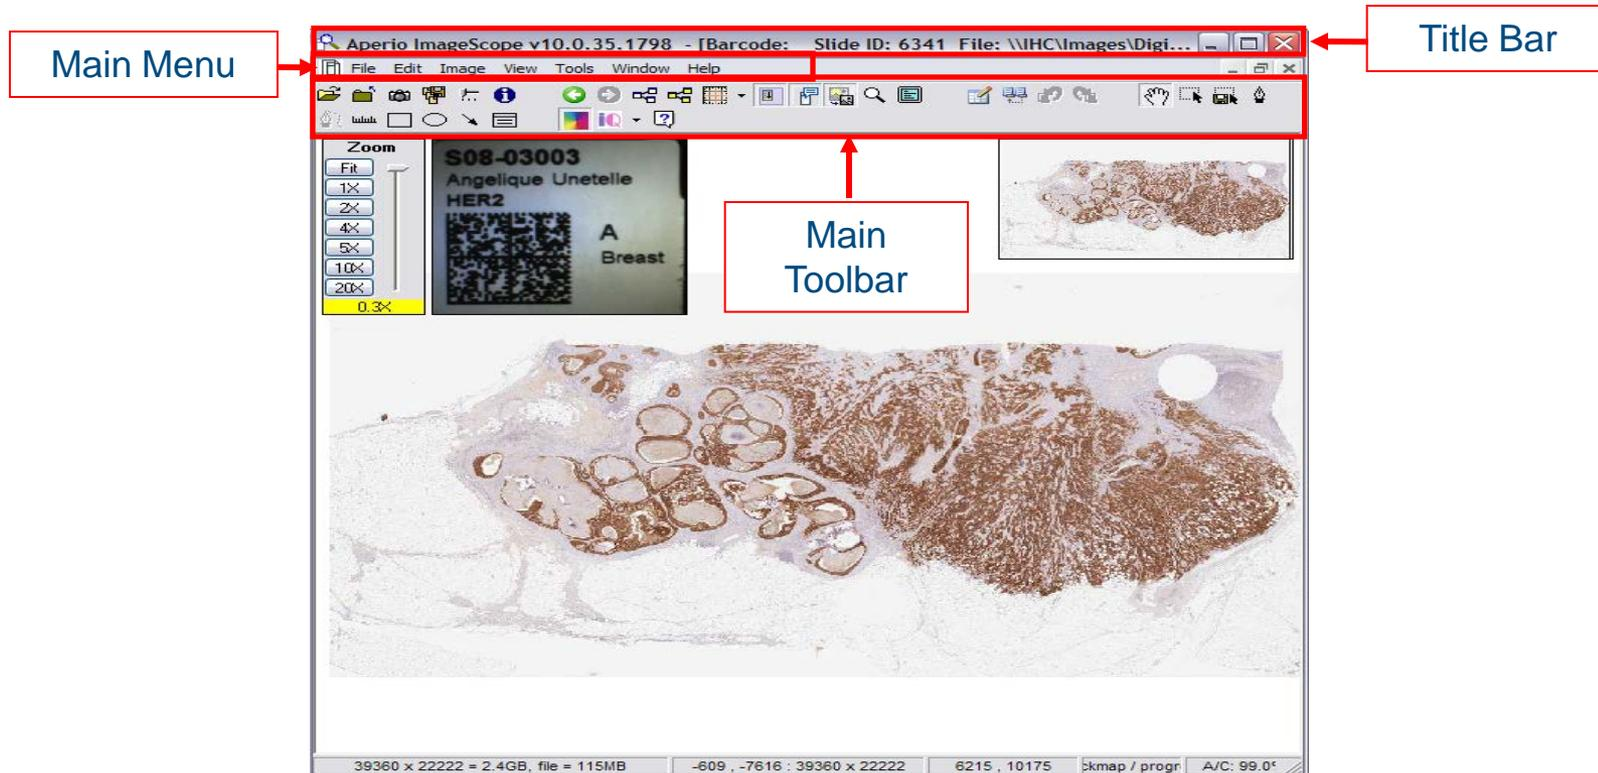 Main Menu
Title Bar
Aperio ImageScope v10.0.35.1798 - [Barcode: Slide ID: 6341 File: \\IHC\Images\Digi...
File Edit Image View Tools Window Help
iQ
Zoom
Fit
1X
2X
4X
5X
10X
20X
0.3X
S08-03003
Angelique Unetelle
HER2
A
Breast
Main
Toolbar
39360 x 22222 = 2.4GB, file = 115MB
-609 , -7616 : 39360 x 22222
6215 , 10175
ckmap / progr
A/C: 99.0°